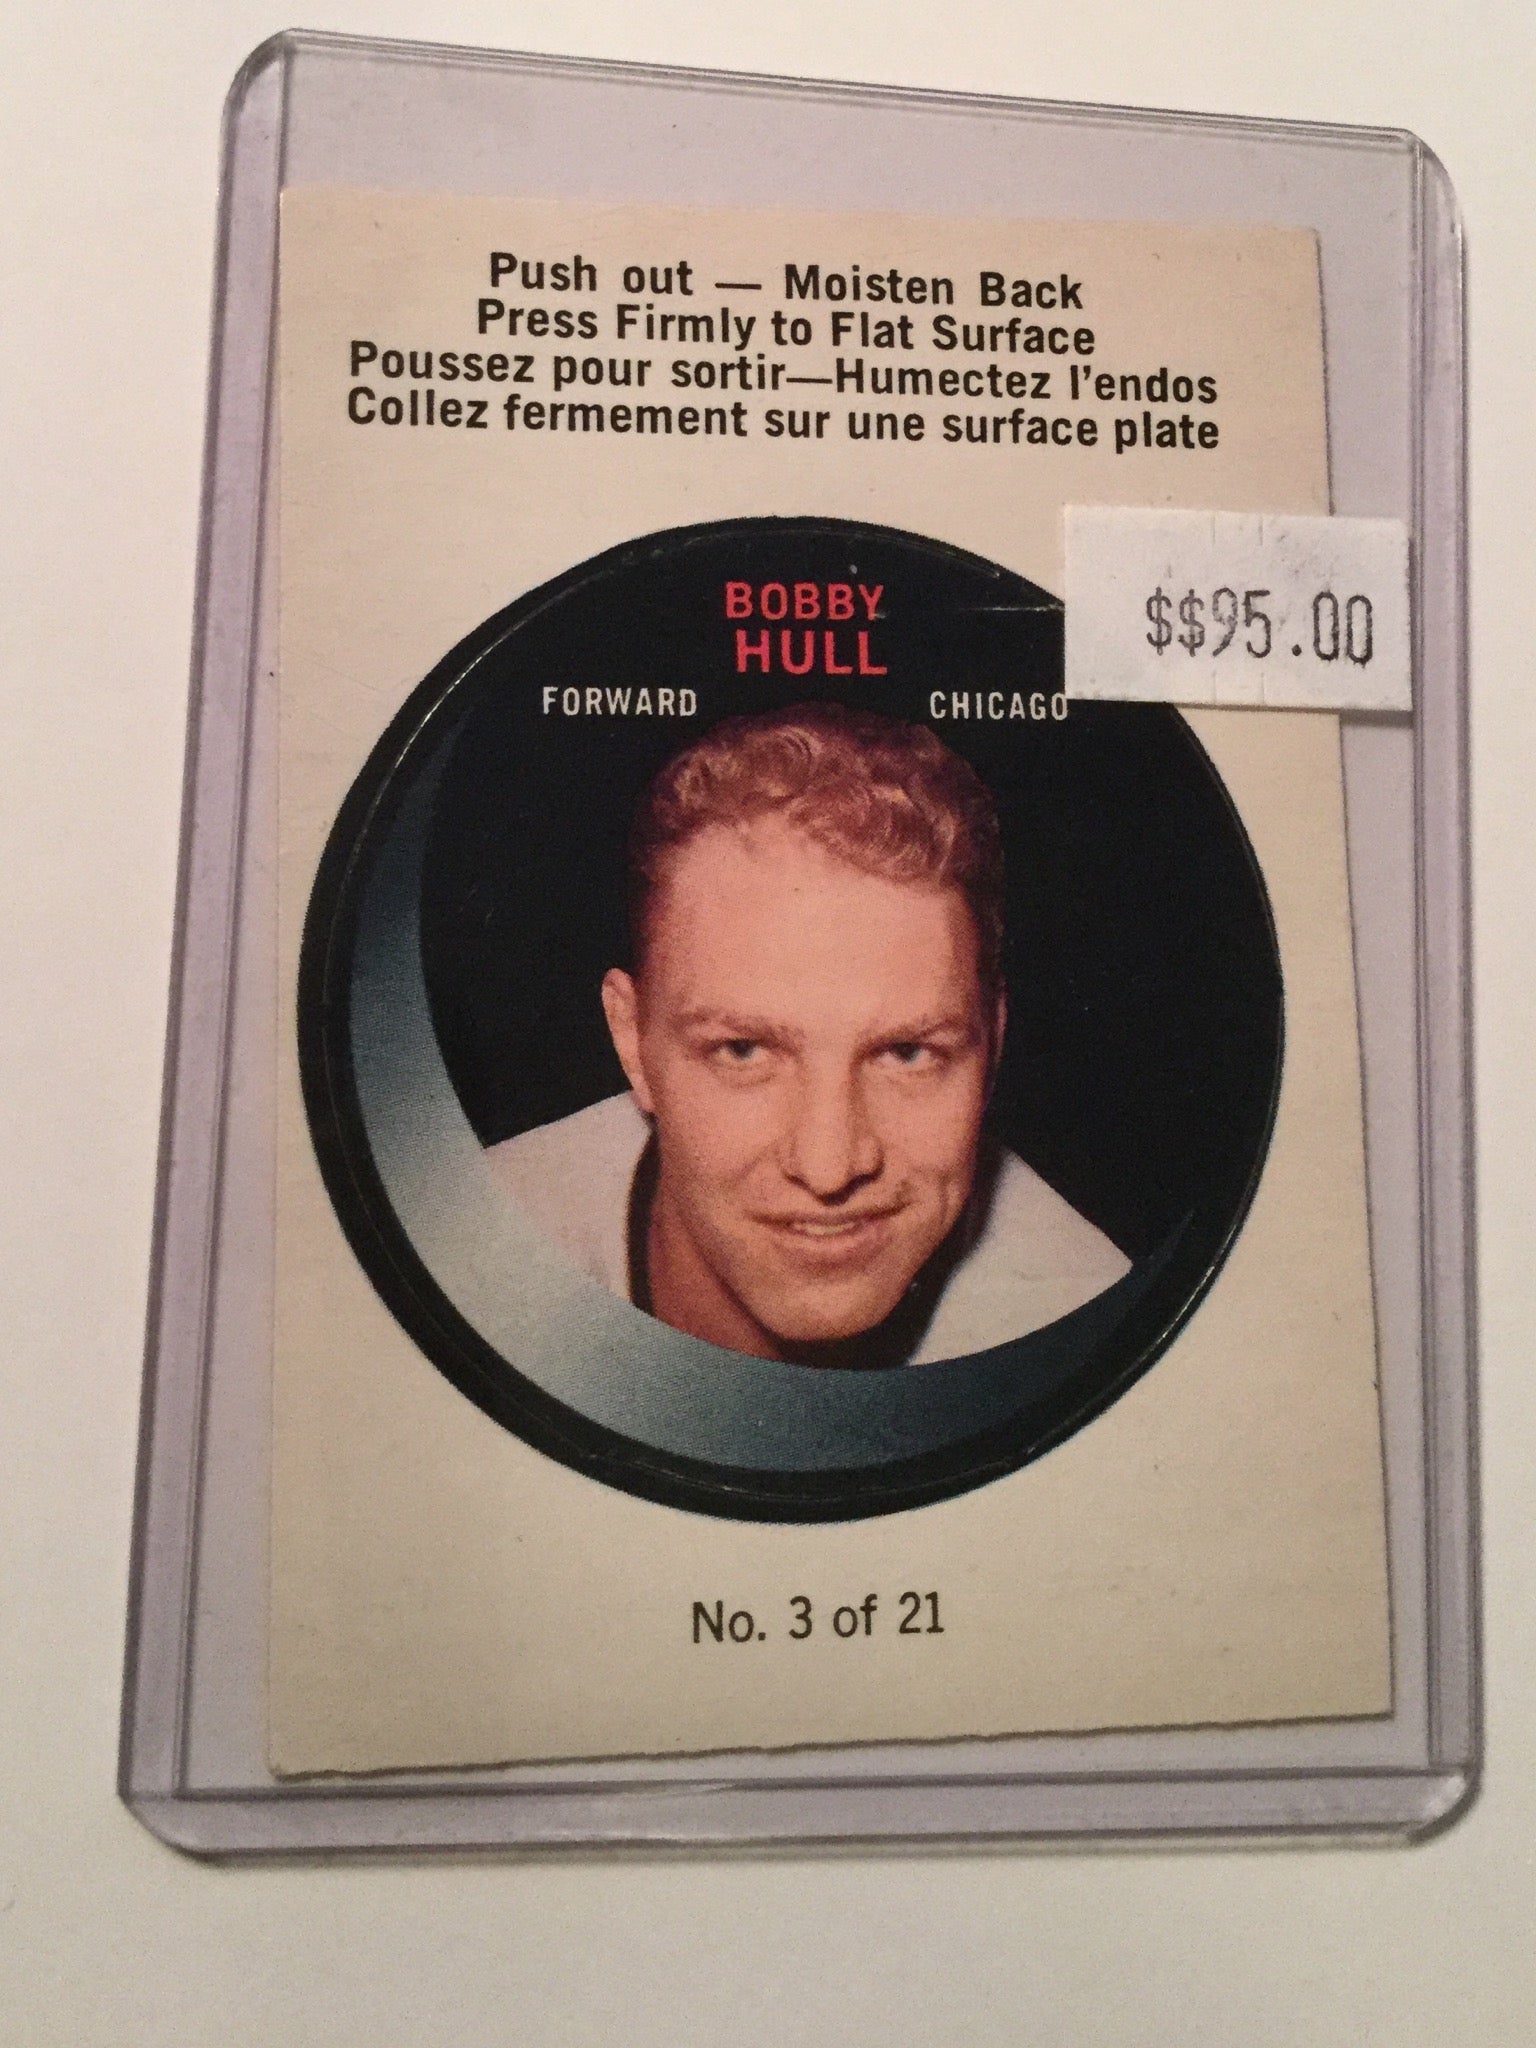 Push out — Moisten Back
Press Firmly to Flat Surface
Poussez pour sortir—Humectez l'endos
Collez fermement sur une surface plate
BOBBY
HULL
FORWARD
CHICAGO
$$95.00
No. 3 of 21